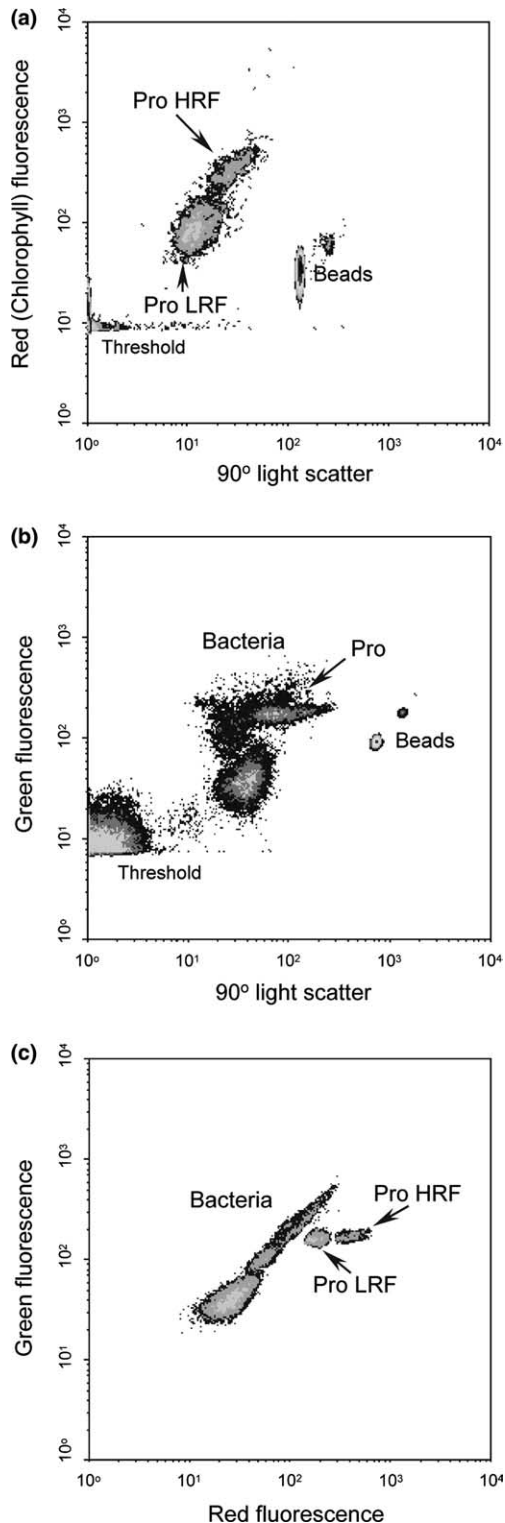 (a)
10⁴
10³
10²
10¹
10⁰
Red (Chlorophyll) fluorescence
Pro HRF
Pro LRF
Beads
Threshold
10⁰ 10¹ 10² 10³ 10⁴
90º light scatter
(b)
10⁴
10³
10²
10¹
10⁰
Green fluorescence
Bacteria
Pro
Beads
Threshold
10⁰ 10¹ 10² 10³ 10⁴
90º light scatter
(c)
10⁴
10³
10²
10¹
10⁰
Green fluorescence
Bacteria
Pro HRF
Pro LRF
10⁰ 10¹ 10² 10³ 10⁴
Red fluorescence